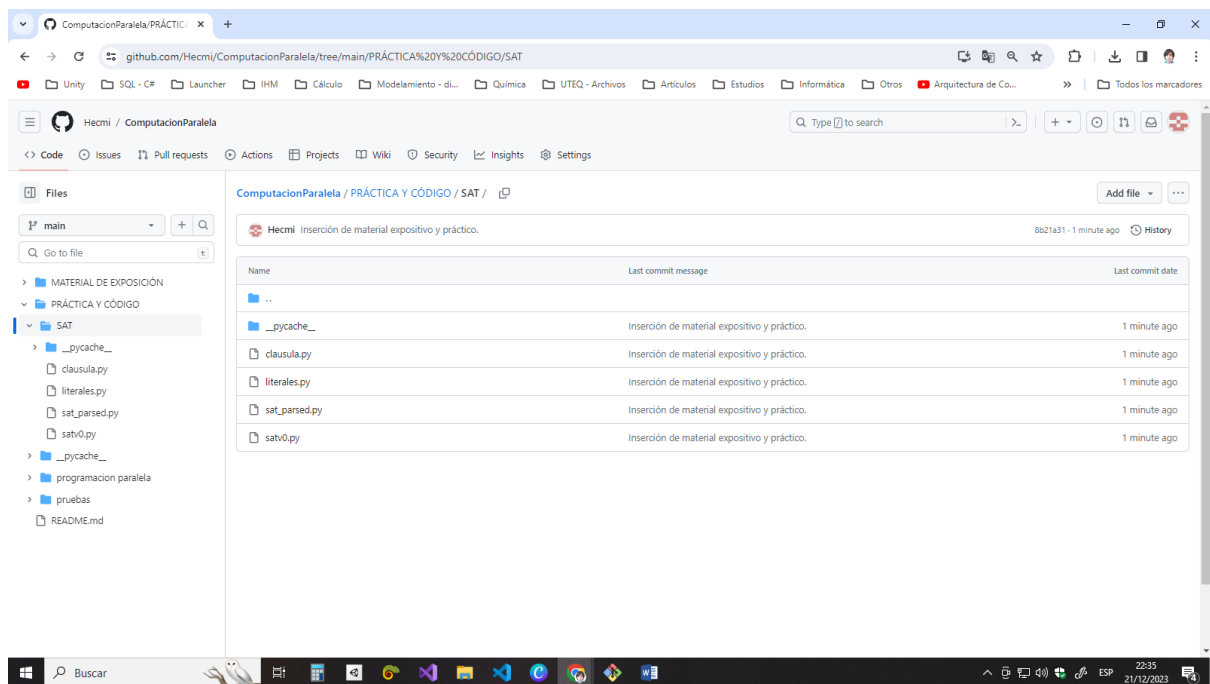 ComputacionParalela/PRÁCTIC
github.com/Hecmi/ComputacionParalela/tree/main/PRÁCTICA%20Y%20CÓDIGO/SAT
Unity SQL - C# Launcher IHM Cálculo Modelamiento - di... Química UTEQ - Archivos Artículos Estudios Informática Otros Arquitectura de Co... » Todos los marcadores
Hecmi / ComputacionParalela Type / to search
Code Issues Pull requests Actions Projects Wiki Security Insights Settings
Files
ComputacionParalela / PRÁCTICA Y CÓDIGO / SAT / Add file
main
Hecmi Inserción de material expositivo y práctico. 8b21a31 · 1 minute ago History
Go to file t
Name Last commit message Last commit date
MATERIAL DE EXPOSICIÓN
PRÁCTICA Y CÓDIGO
SAT
__pycache__
clausula.py
literales.py
sat_parsed.py
satv0.py
__pycache__
programacion paralela
pruebas
README.md
..
__pycache__ Inserción de material expositivo y práctico. 1 minute ago
clausula.py Inserción de material expositivo y práctico. 1 minute ago
literales.py Inserción de material expositivo y práctico. 1 minute ago
sat_parsed.py Inserción de material expositivo y práctico. 1 minute ago
satv0.py Inserción de material expositivo y práctico. 1 minute ago
Buscar
ESP
22:35
21/12/2023
4